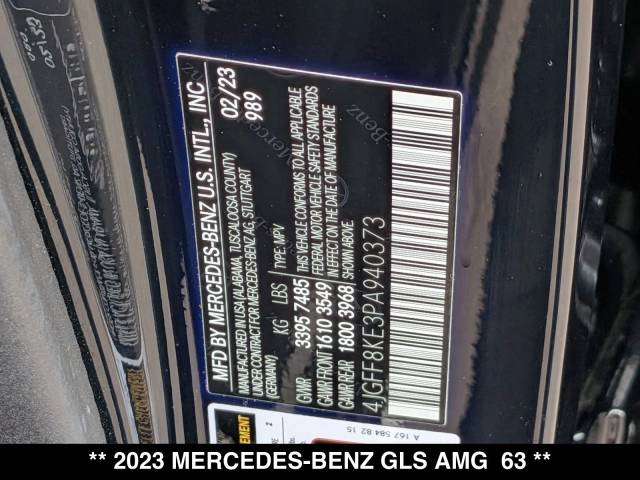 MFD BY MERCEDES-BENZ U.S. INTL., INC
02/23
MANUFACTURED IN USA (ALABAMA, TUSCALOOSA COUNTY)
989
UNDER CONTRACT FOR MERCEDES-BENZ AG, STUTTGART
(GERMANY)
KG LBS TYPE: MPV
GVWR 3395 7485 THIS VEHICLE CONFORMS TO ALL APPLICABLE
GAWR FRONT 1610 3549 FEDERAL MOTOR VEHICLE SAFETY STANDARDS
GAWR REAR 1800 3968 IN EFFECT ON THE DATE OF MANUFACTURE
SHOWN ABOVE.
4JGFF8KE3PA940373
A 167 584 82 15
** 2023 MERCEDES-BENZ GLS AMG 63 **